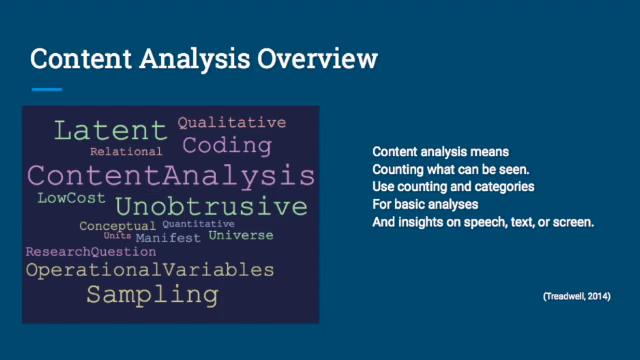 Content Analysis Overview
Latent Qualitative
Relational Coding
ContentAnalysis
LowCost Unobtrusive
Conceptual Quantitative
Units Manifest Universe
ResearchQuestion
OperationalVariables
Sampling
Content analysis means
Counting what can be seen.
Use counting and categories
For basic analyses
And insights on speech, text, or screen.
(Treadwell, 2014)